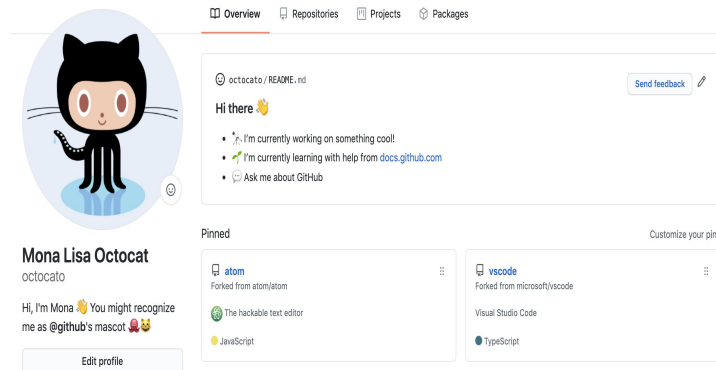 Overview Repositories Projects Packages
octocato/README.md
Send feedback
Hi there 👋
🔭 I'm currently working on something cool!
🌱 I'm currently learning with help from docs.github.com
💬 Ask me about GitHub
Mona Lisa Octocat
octocato
Hi, I'm Mona 👋 You might recognize
me as @github's mascot 🐙😺
Edit profile
Pinned
Customize your pin
atom
Forked from atom/atom
The hackable text editor
JavaScript
vscode
Forked from microsoft/vscode
Visual Studio Code
TypeScript